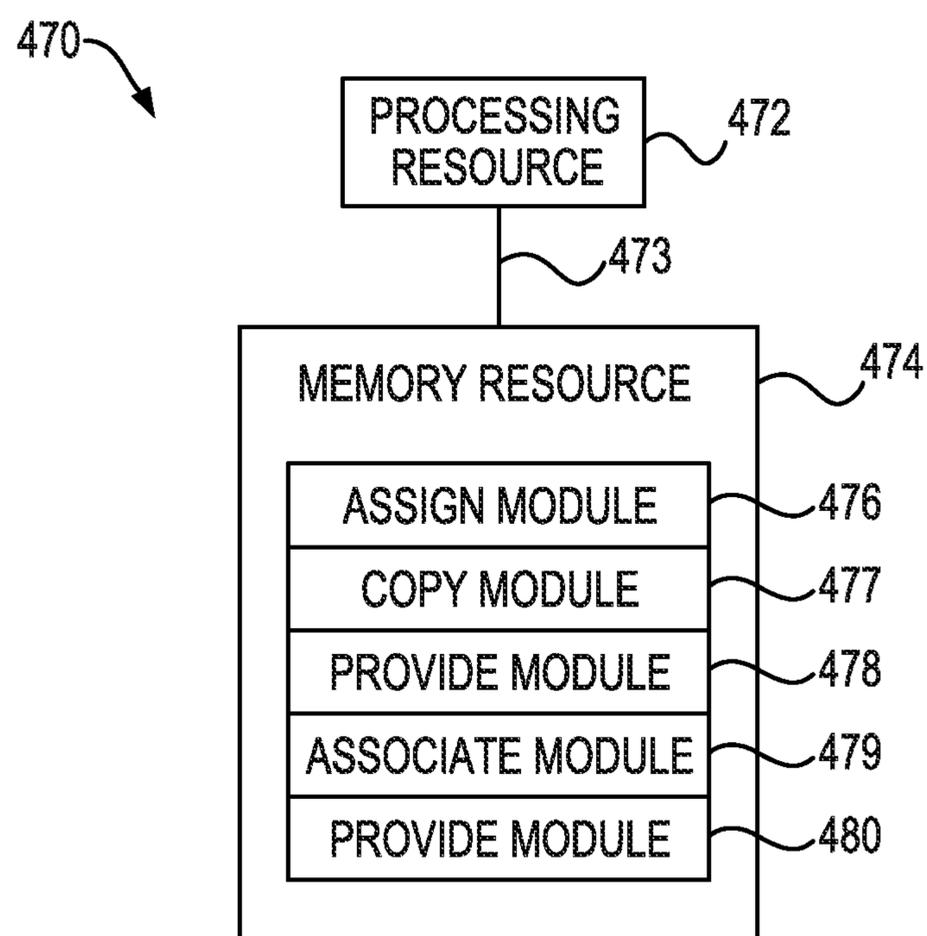 470
PROCESSING
RESOURCE
472
473
MEMORY RESOURCE
474
ASSIGN MODULE
476
COPY MODULE
477
PROVIDE MODULE
478
ASSOCIATE MODULE
479
PROVIDE MODULE
480